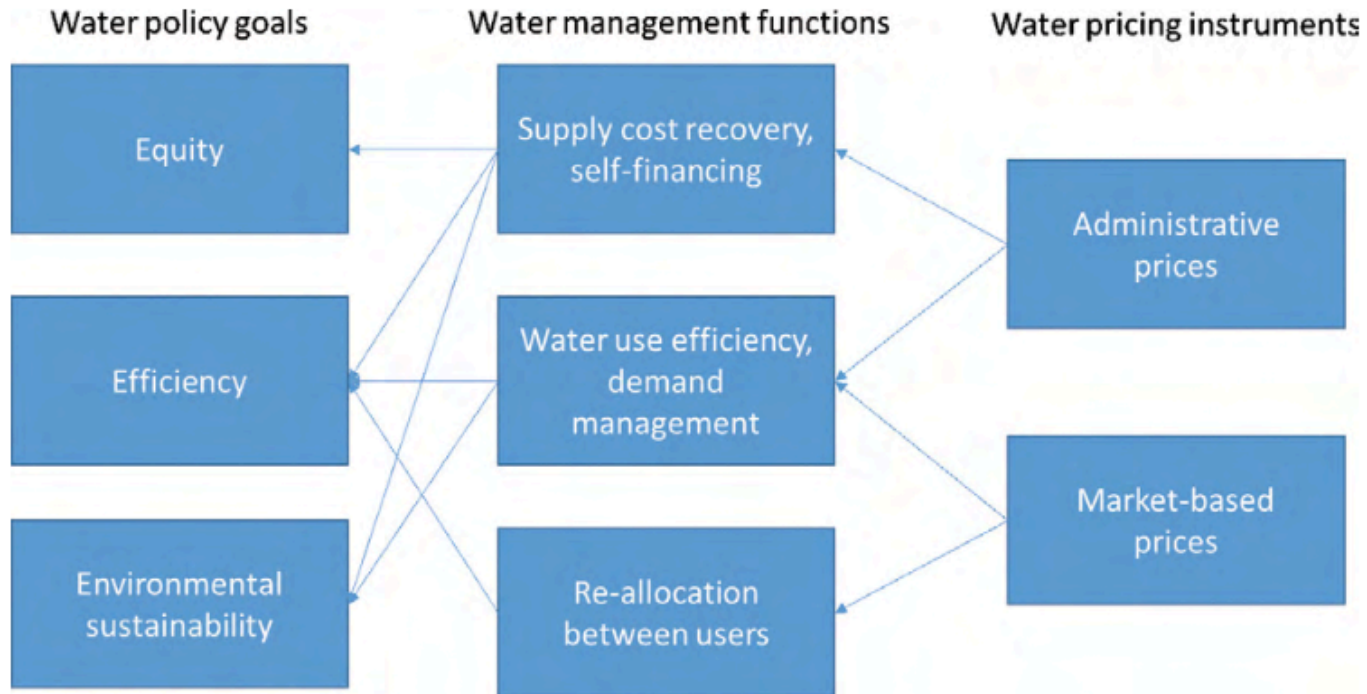 Water policy goals
Water management functions
Water pricing instruments
Equity
Supply cost recovery,
self-financing
Administrative
prices
Efficiency
Water use efficiency,
demand
management
Market-based
prices
Environmental
sustainability
Re-allocation
between users